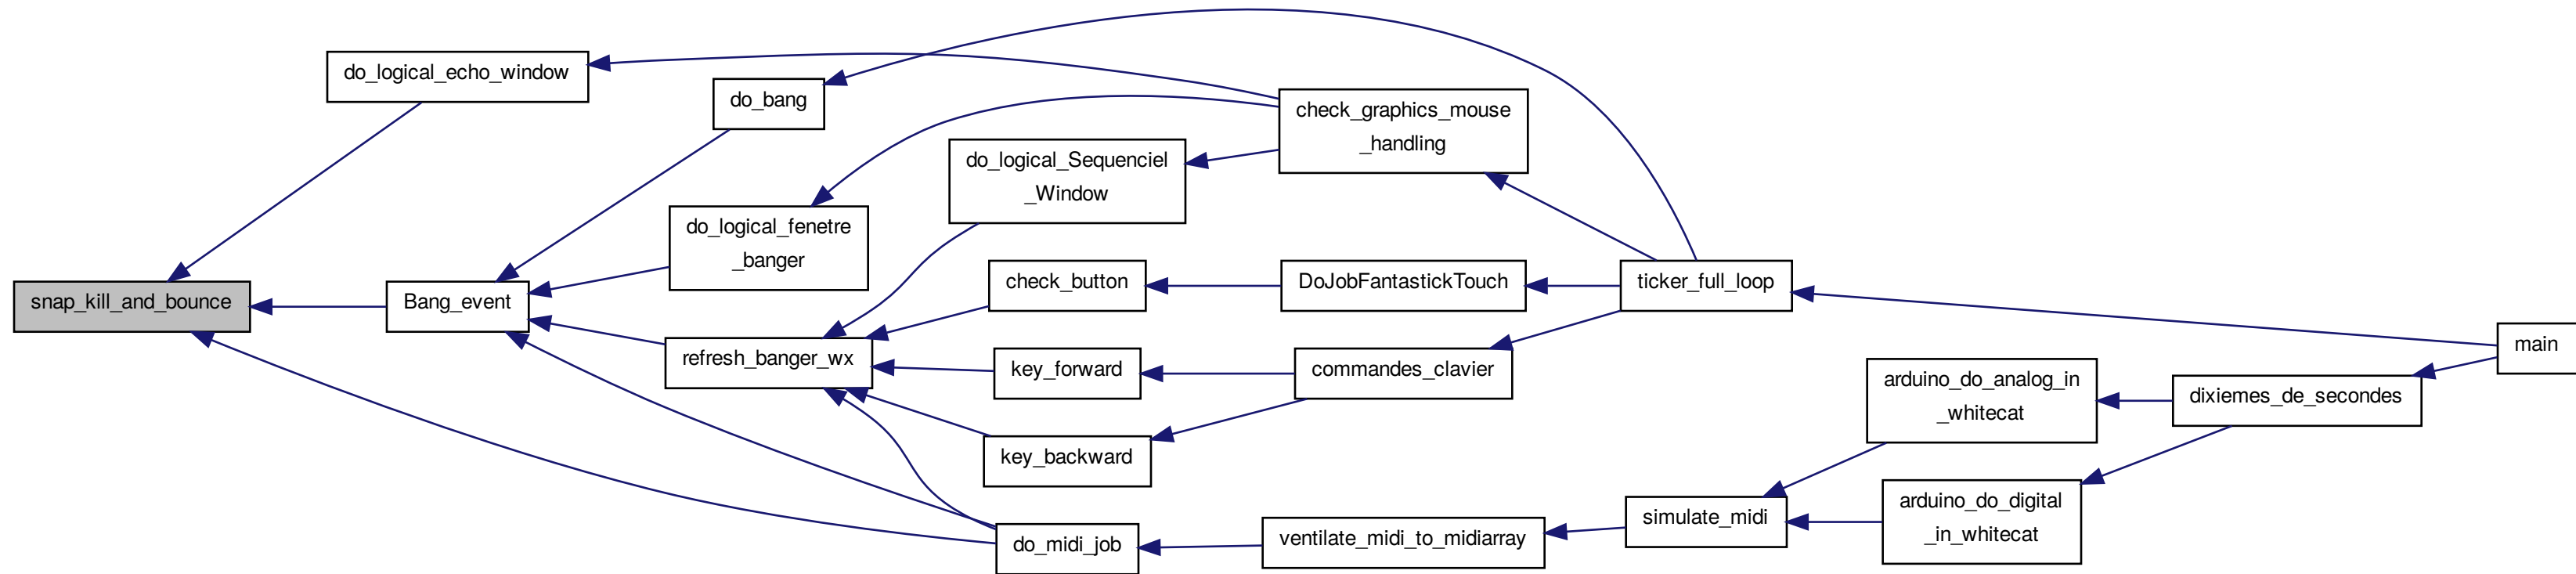 do_logical_echo_window
do_bang
check_graphics_mouse
_handling
do_logical_Sequenciel
_Window
do_logical_fenetre
_banger
snap_kill_and_bounce
Bang_event
check_button
DoJobFantastickTouch
ticker_full_loop
refresh_banger_wx
key_forward
commandes_clavier
main
arduino_do_analog_in
_whitecat
dixiemes_de_secondes
key_backward
do_midi_job
ventilate_midi_to_midiarray
simulate_midi
arduino_do_digital
_in_whitecat